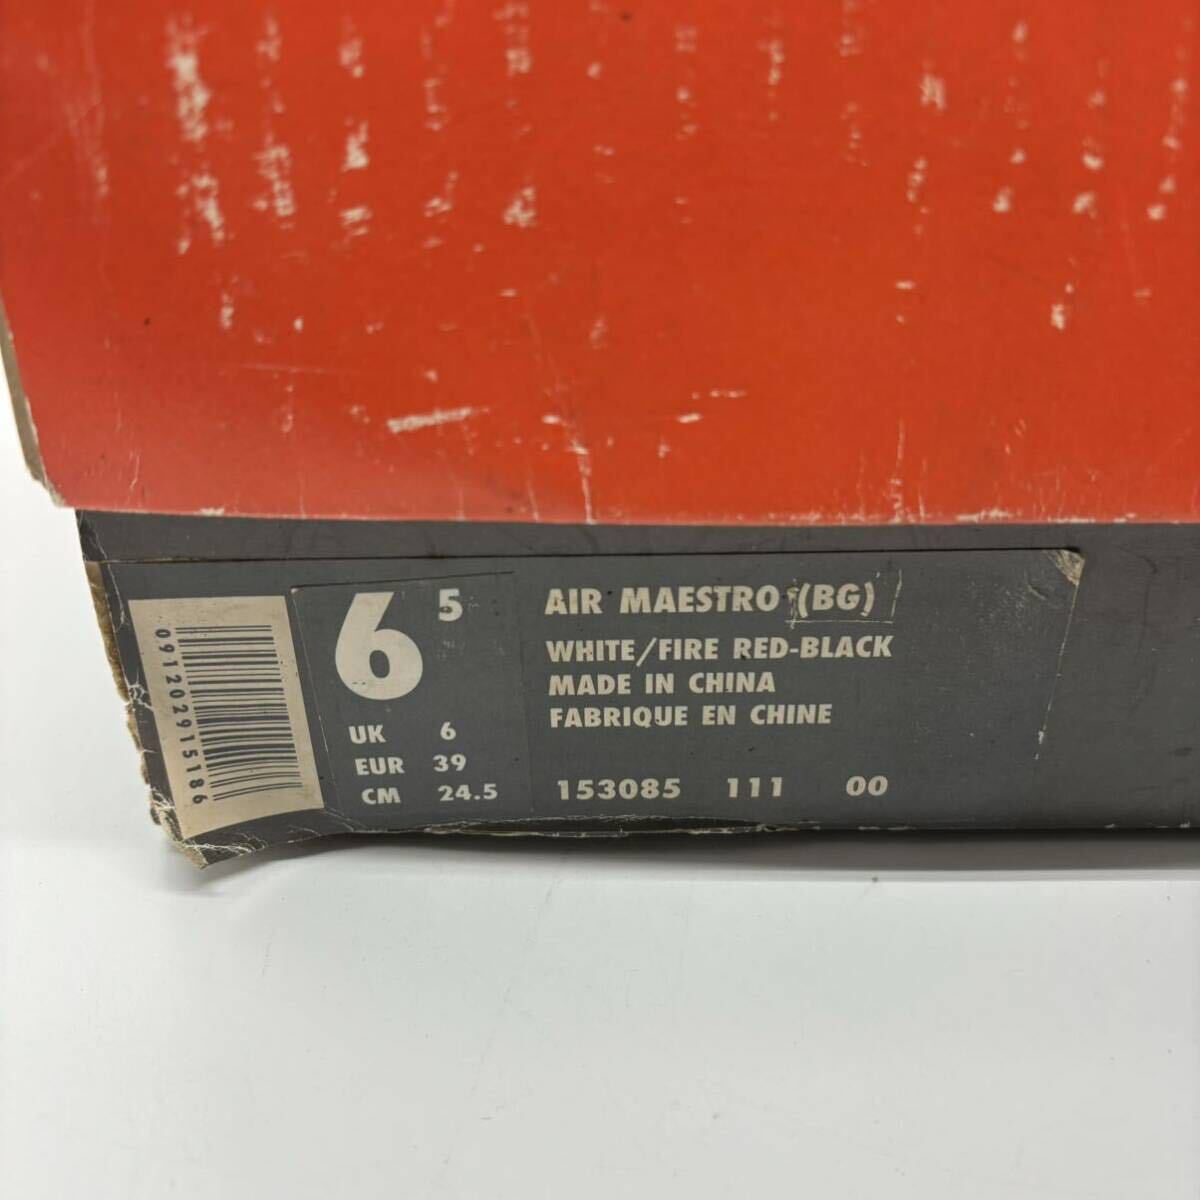 091202915186
6 5
UK 6
EUR 39
CM 24.5
AIR MAESTRO (BG)
WHITE/FIRE RED-BLACK
MADE IN CHINA
FABRIQUE EN CHINE
153085 111 00